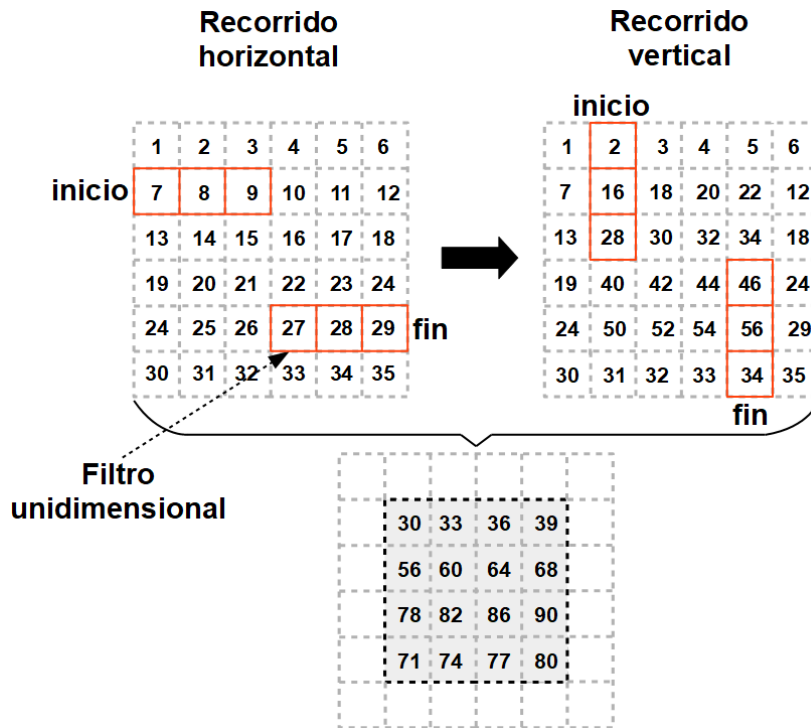 Recorrido
horizontal
Recorrido
vertical
inicio
1 2 3 4 5 6
inicio 7 8 9 10 11 12
13 14 15 16 17 18
19 20 21 22 23 24
24 25 26 27 28 29 fin
30 31 32 33 34 35
1 2 3 4 5 6
7 16 18 20 22 12
13 28 30 32 34 18
19 40 42 44 46 24
24 50 52 54 56 29
30 31 32 33 34 35
fin
Filtro
unidimensional
30 33 36 39
56 60 64 68
78 82 86 90
71 74 77 80